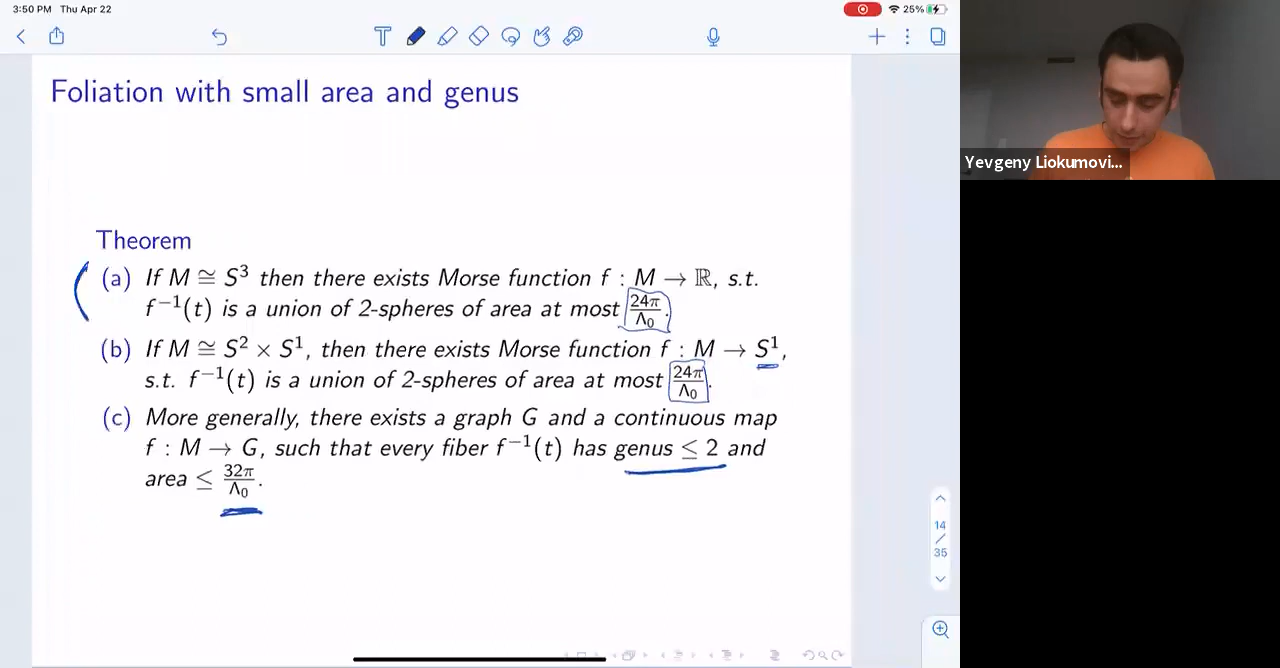 3:50 PM Thu Apr 22
25%
Foliation with small area and genus
Theorem
(a) If M ≅ S³ then there exists Morse function f : M → ℝ, s.t.
f⁻¹(t) is a union of 2-spheres of area at most 24π/Λ₀.
(b) If M ≅ S² × S¹, then there exists Morse function f : M → S¹,
s.t. f⁻¹(t) is a union of 2-spheres of area at most 24π/Λ₀.
(c) More generally, there exists a graph G and a continuous map
f : M → G, such that every fiber f⁻¹(t) has genus ≤ 2 and
area ≤ 32π/Λ₀.
14
/
35
Yevgeny Liokumovi...